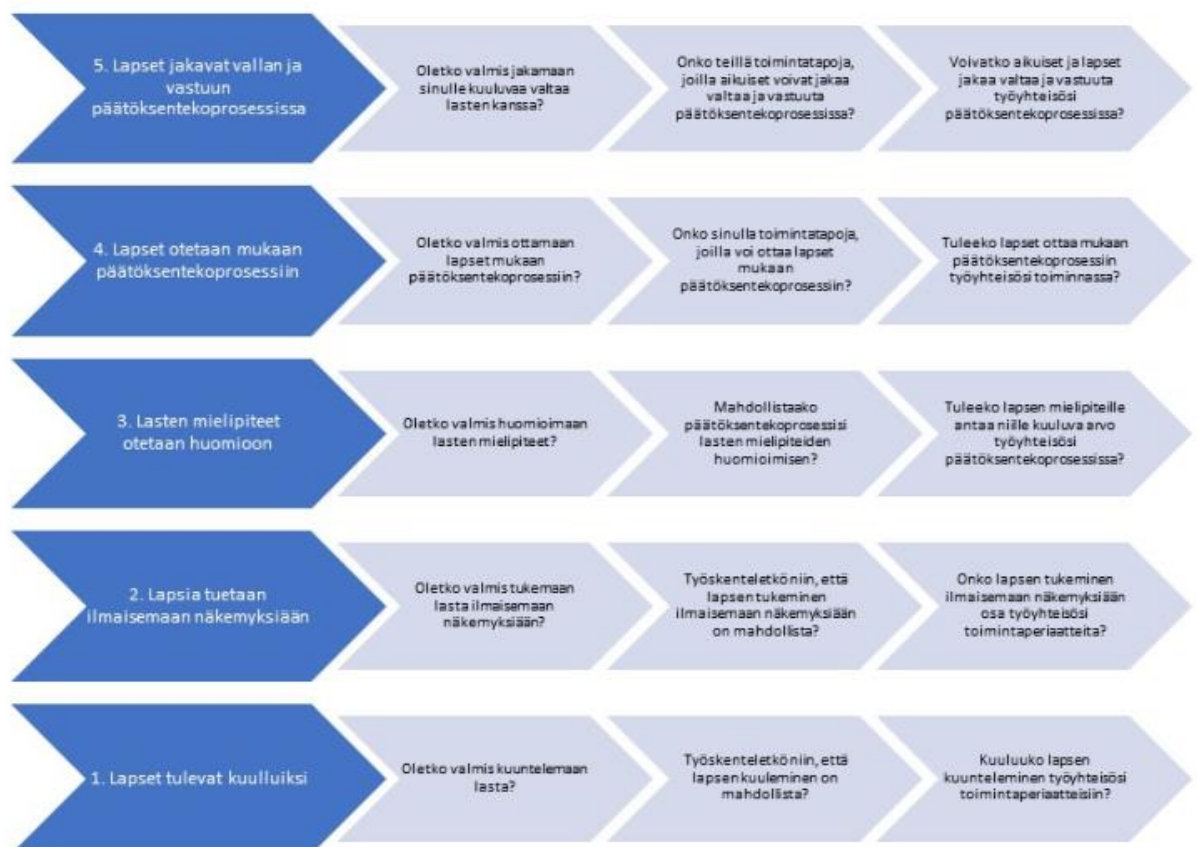 5. Lapset jakavat vallan ja
vastuun
päätöksentekoprosessissa
Oletko valmis jakamaan
sinulle kuuluvaa valtaa
lasten kanssa?
Onko teillä toimintatapoja,
joilla aikuiset voivat jakaa
valtaa ja vastuuta
päätöksentekoprosessissa?
Voivatko aikuiset ja lapset
jakaa valtaa ja vastuuta
työyhteisösi
päätöksentekoprosessissa?
4. Lapset otetaan mukaan
päätöksentekoprosessiin
Oletko valmis ottamaan
lapset mukaan
päätöksentekoprosessiin?
Onko sinulla toimintatapoja,
joilla voi ottaa lapset
mukaan
päätöksentekoprosessiin?
Tuleeko lapset ottaa mukaan
päätöksentekoprosessiin
työyhteisösi toiminnassa?
3. Lasten mielipiteet
otetaan huomioon
Oletko valmis huomioimaan
lasten mielipiteet?
Mahdollistaako
päätöksentekoprosessisi
lasten mielipiteiden
huomioimisen?
Tuleeko lapsen mielipiteille
antaa niille kuuluva arvo
työyhteisösi
päätöksentekoprosessissa?
2. Lapsia tuetaan
ilmaisemaan näkemyksiään
Oletko valmis tukemaan
lasta ilmaisemaan
näkemyksiään?
Työskenteletkö niin, että
lapsen tukeminen
ilmaisemaan näkemyksiään
on mahdollista?
Onko lapsen tukeminen
ilmaisemaan näkemyksiään
osa työyhteisösi
toimintaperiaatteita?
1. Lapset tulevat kuulluiksi
Oletko valmis kuuntelemaan
lasta?
Työskenteletkö niin, että
lapsen kuuleminen on
mahdollista?
Kuuluuko lapsen
kuunteleminen työyhteisösi
toimintaperiaatteisiin?